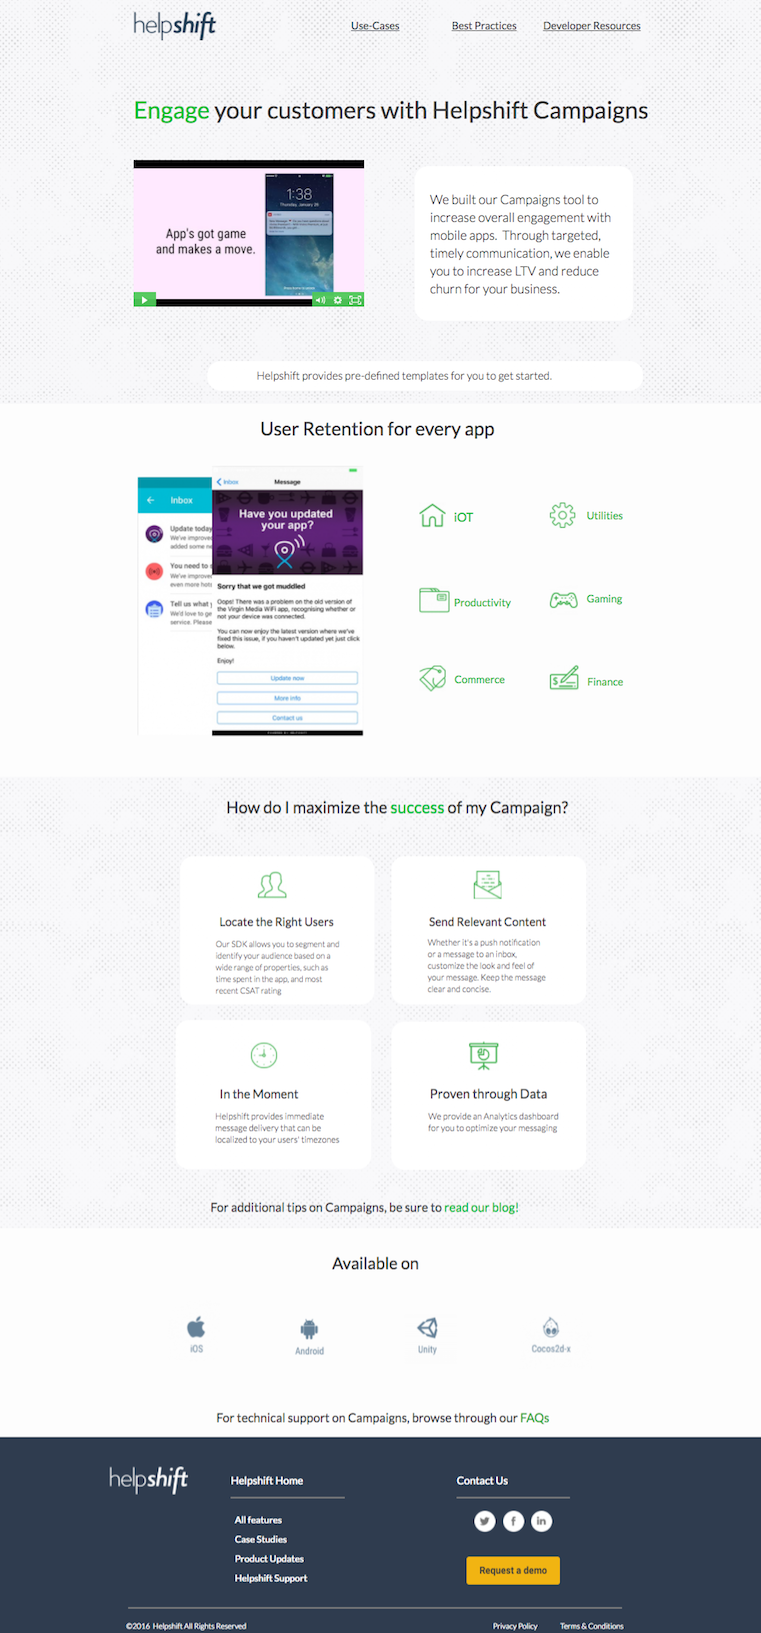 helpshift
Use-Cases
Best Practices
Developer Resources
Engage your customers with Helpshift Campaigns
App's got game
and makes a move.
1:38
Thursday, January 28
We built our Campaigns tool to
increase overall engagement with
mobile apps. Through targeted,
timely communication, we enable
you to increase LTV and reduce
churn for your business.
Helpshift provides pre-defined templates for you to get started.
User Retention for every app
Inbox
Update today
We've improved
added some ne
You need to
We've improve
even more hots
Tell us what
We'd love to ge
service. Please
Inbox
Message
Have you updated
your app?
Sorry that we got muddled
Oops! There was a problem on the old version of
the Virgin Media WiFi app, recognising whether or
not your device was connected.
You can now enjoy the latest version where we've
fixed this issue, if you haven't updated yet just click
below.
Enjoy!
Update now
More info
Contact us
iOT
Utilities
Productivity
Gaming
Commerce
Finance
How do I maximize the success of my Campaign?
Locate the Right Users
Our SDK allows you to segment and
identify your audience based on a
wide range of properties, such as
time spent in the app, and most
recent CSAT rating
Send Relevant Content
Whether it's a push notification
or a message to an inbox,
customize the look and feel of
your message. Keep the message
clear and concise.
In the Moment
Helpshift provides immediate
message delivery that can be
localized to your users' timezones
Proven through Data
We provide an Analytics dashboard
for you to optimize your messaging
For additional tips on Campaigns, be sure to read our blog!
Available on
iOS
Android
Unity
Cocos2d-x
For technical support on Campaigns, browse through our FAQs
helpshift
Helpshift Home
All features
Case Studies
Product Updates
Helpshift Support
Contact Us
Request a demo
©2016 Helpshift All Rights Reserved
Privacy Policy
Terms & Conditions